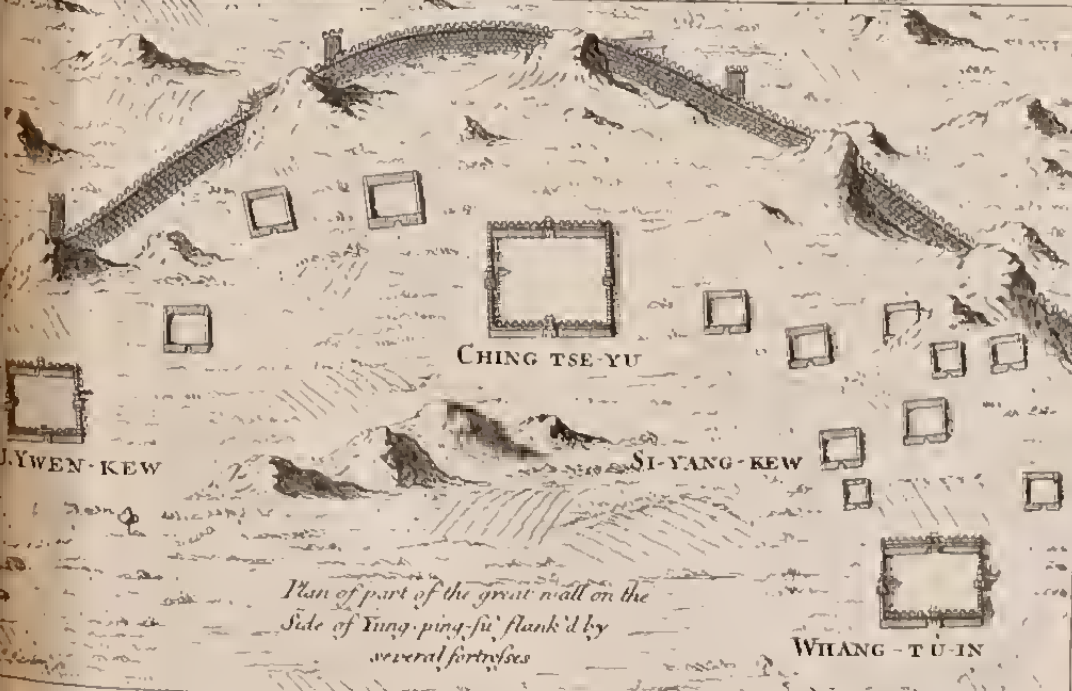 CHING TSE-YU
YWEN-KEW
SI-YANG-KEW
Plan of part of the great wall on the
Side of Yung-ping-fu flank'd by
several fortresses
WHANG-TU-IN